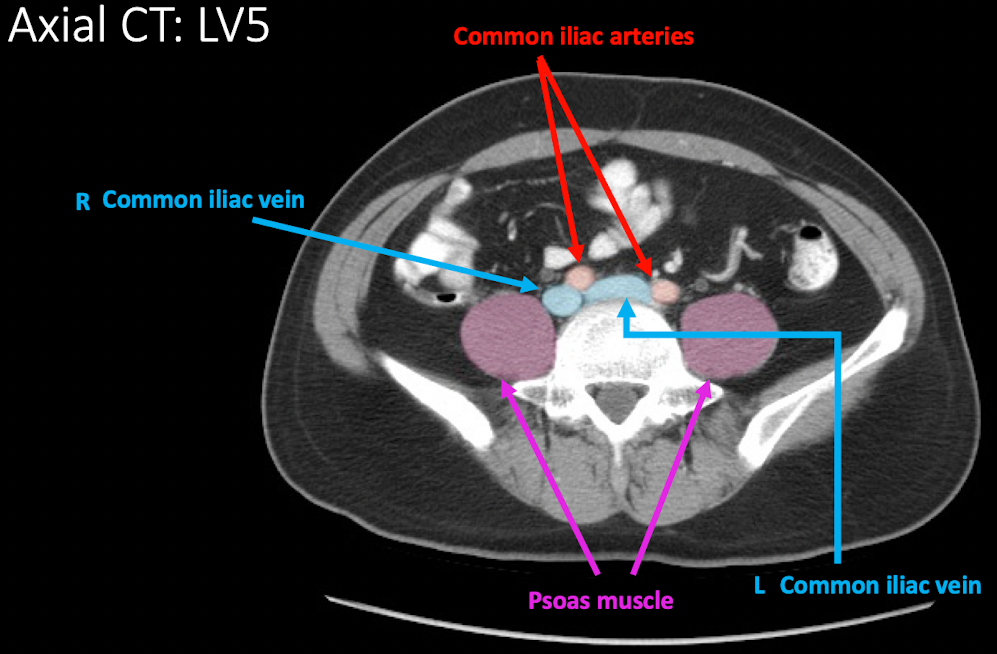 Axial CT: LV5
Common iliac arteries
R Common iliac vein
Psoas muscle
L Common iliac vein